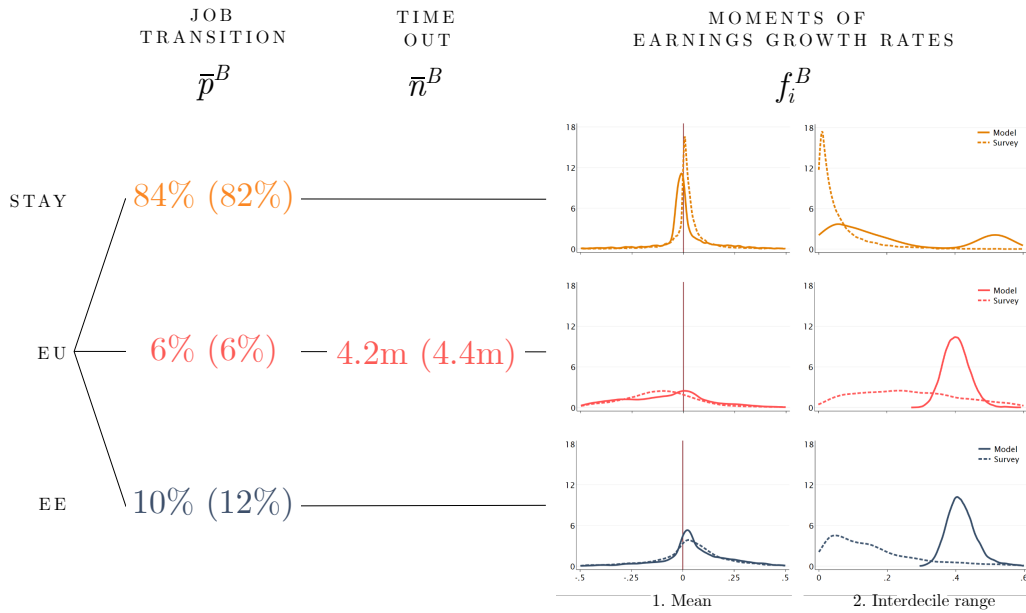 JOB
TRANSITION
TIME
OUT
MOMENTS OF
EARNINGS GROWTH RATES
p̅^B
n̅^B
f_i^B
STAY
84% (82%)
18
12
6
0
18
12
6
0
Model
Survey
EU
6% (6%)
4.2m (4.4m)
18
12
6
0
18
12
6
0
Model
Survey
EE
10% (12%)
18
12
6
0
-.5 -.25 0 .25 .5
18
12
6
0
0 .2 .4 .6
Model
Survey
1. Mean
2. Interdecile range